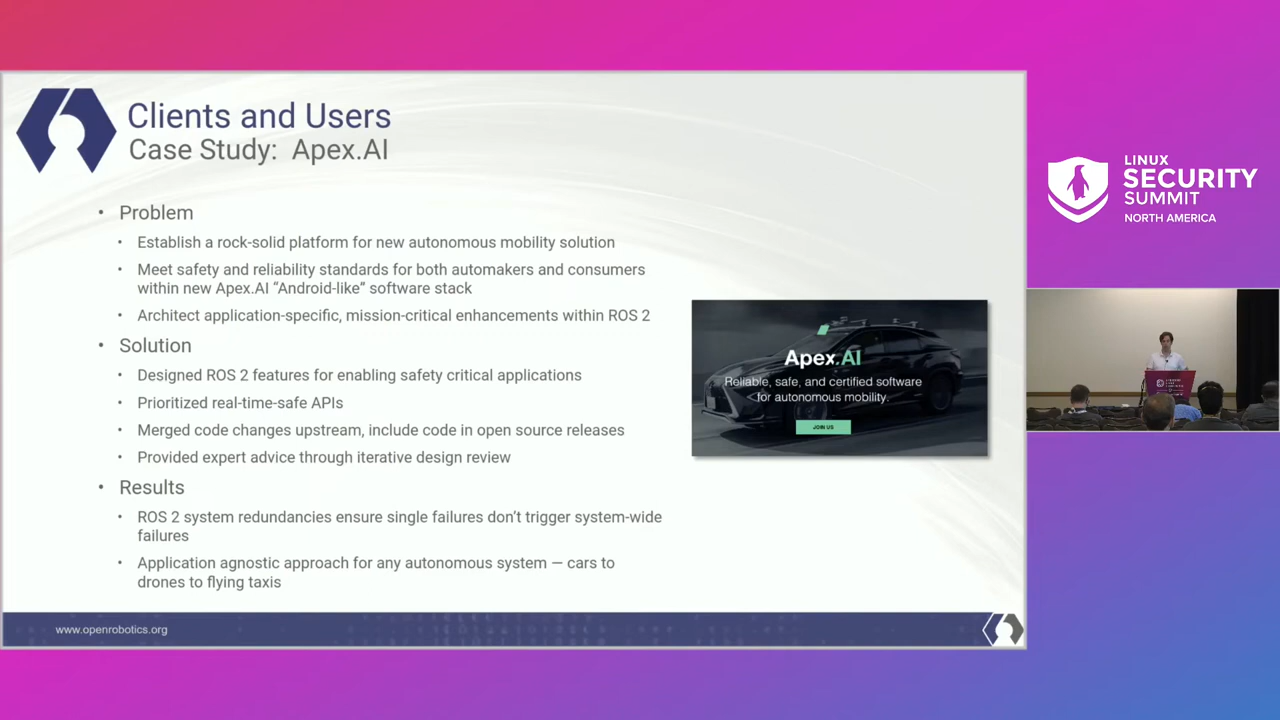 Clients and Users
Case Study: Apex.AI
• Problem
• Establish a rock-solid platform for new autonomous mobility solution
• Meet safety and reliability standards for both automakers and consumers
within new Apex.AI “Android-like” software stack
• Architect application-specific, mission-critical enhancements within ROS 2
• Solution
• Designed ROS 2 features for enabling safety critical applications
• Prioritized real-time-safe APIs
• Merged code changes upstream, include code in open source releases
• Provided expert advice through iterative design review
• Results
• ROS 2 system redundancies ensure single failures don’t trigger system-wide
failures
• Application agnostic approach for any autonomous system — cars to
drones to flying taxis
Apex.AI
Reliable, safe, and certified software
for autonomous mobility.
JOIN US
www.openrobotics.org
LINUX
SECURITY
SUMMIT
NORTH AMERICA